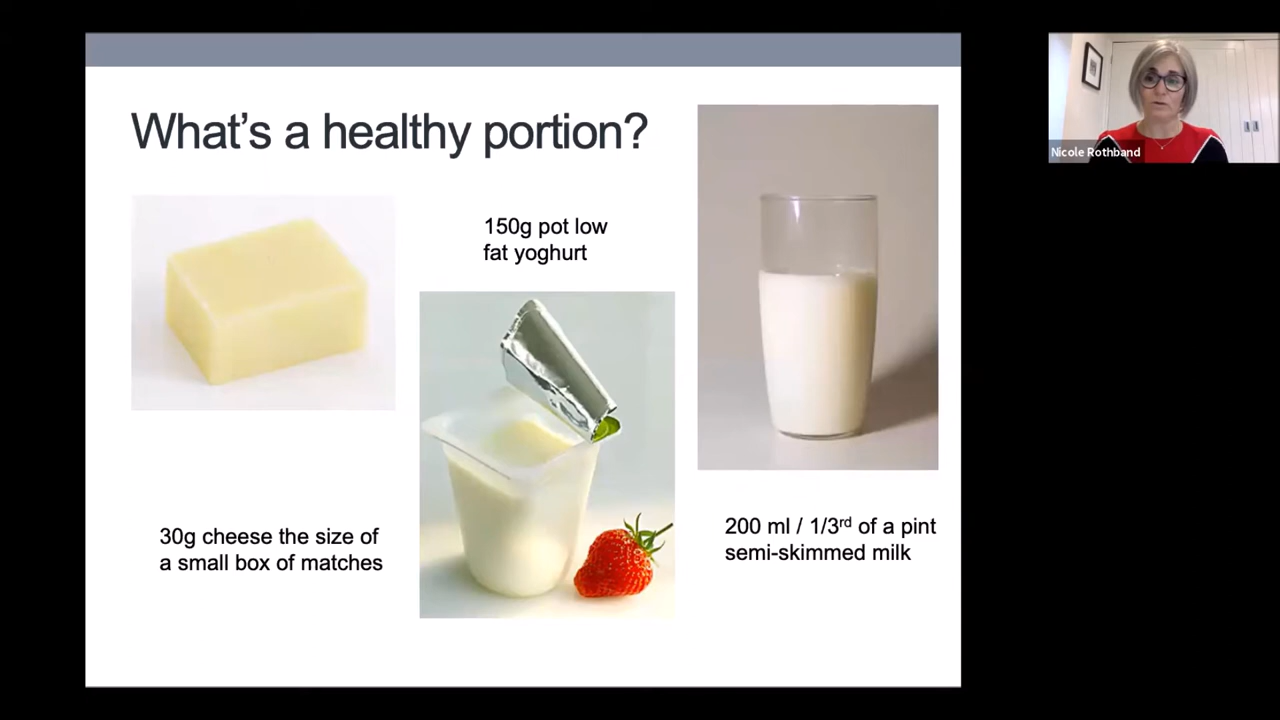 What's a healthy portion?
150g pot low
fat yoghurt
30g cheese the size of
a small box of matches
200 ml / 1/3rd of a pint
semi-skimmed milk
Nicole Rothband